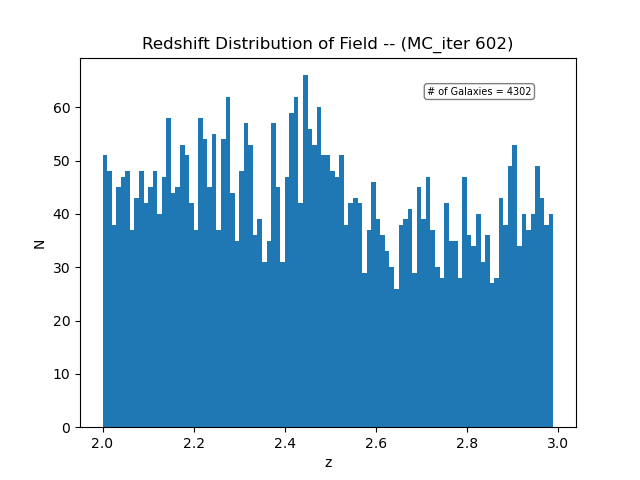 Redshift Distribution of Field -- (MC_iter 602)
# of Galaxies = 4302
N
60
50
40
30
20
10
0
2.0 2.2 2.4 2.6 2.8 3.0
z